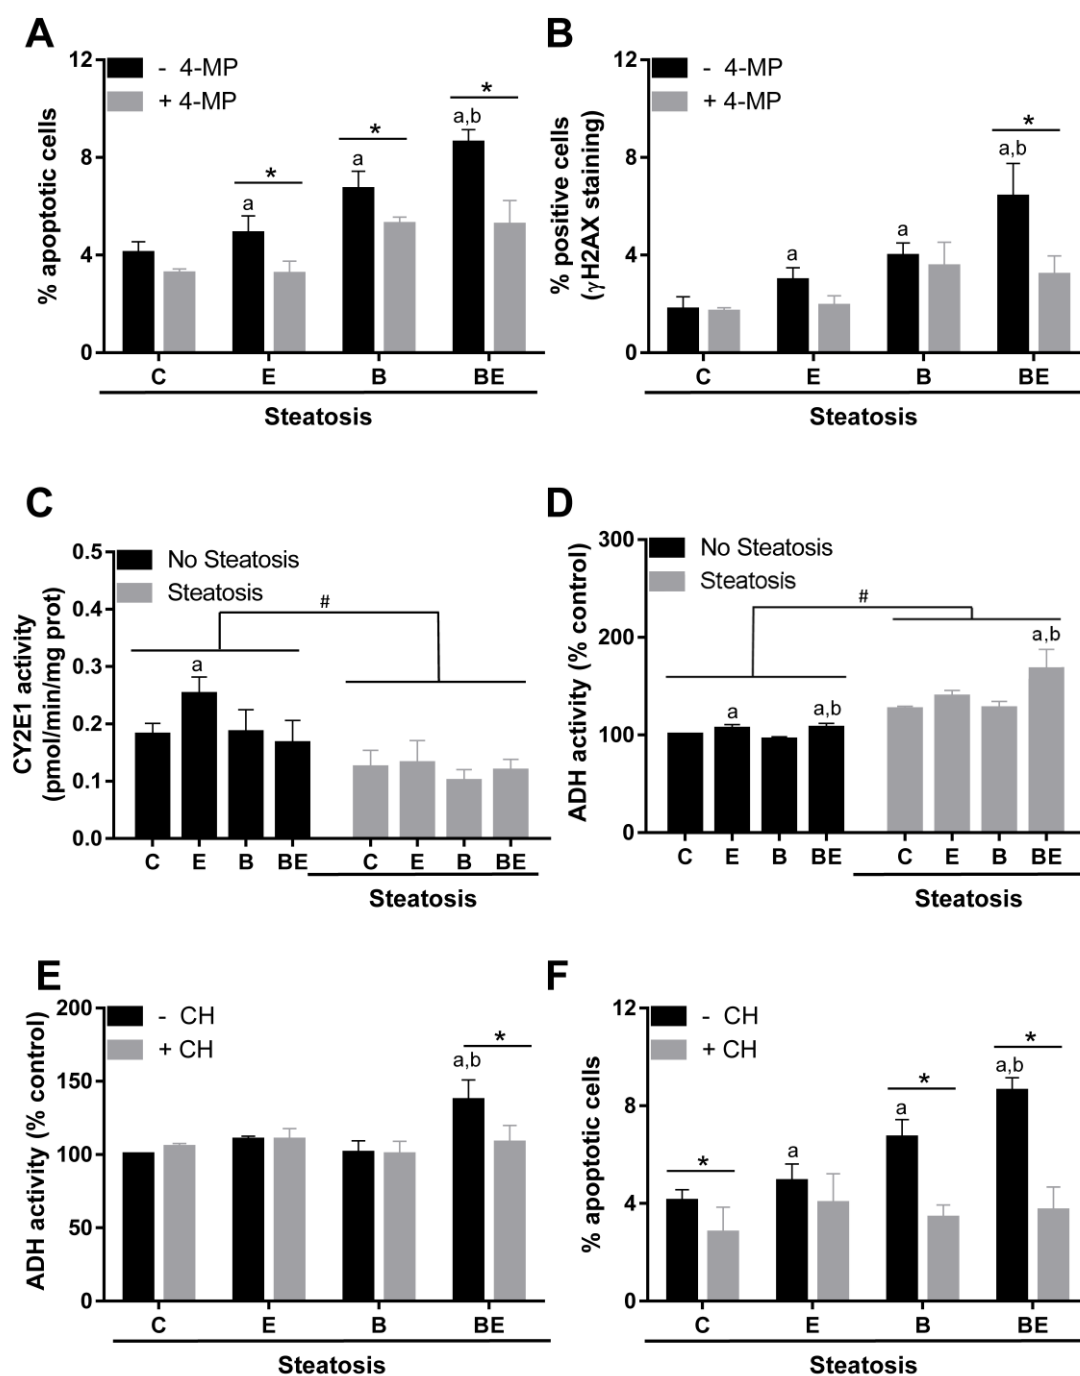 A
12
8
4
0
% apoptotic cells
- 4-MP
+ 4-MP
*
*
*
a
a
a,b
C E B BE
Steatosis
B
12
8
4
0
% positive cells
(γH2AX staining)
- 4-MP
+ 4-MP
*
a
a
a,b
C E B BE
Steatosis
C
0.5
0.4
0.3
0.2
0.1
0.0
CY2E1 activity
(pmol/min/mg prot)
No Steatosis
Steatosis
#
a
C E B BE C E B BE
Steatosis
D
300
200
100
0
ADH activity (% control)
No Steatosis
Steatosis
#
a
a,b
a,b
C E B BE C E B BE
Steatosis
E
200
150
100
50
0
ADH activity (% control)
- CH
+ CH
*
a,b
C E B BE
Steatosis
F
12
8
4
0
% apoptotic cells
- CH
+ CH
*
*
*
a
a
a,b
C E B BE
Steatosis